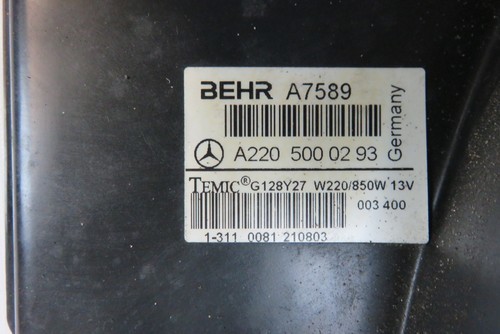 BEHR A7589
A220 500 02 93
Germany
TEMIC® G128Y27 W220/850W 13V
003 400
1-311 0081 210803